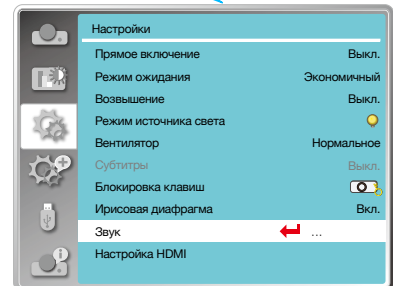 Настройки
Прямое включение Выкл.
Режим ожидания Экономичный
Возвышение Выкл.
Режим источника света
Вентилятор Нормальное
Субтитры Выкл.
Блокировка клавиш
Ирисовая диафрагма Вкл.
Звук ...
Настройка HDMI